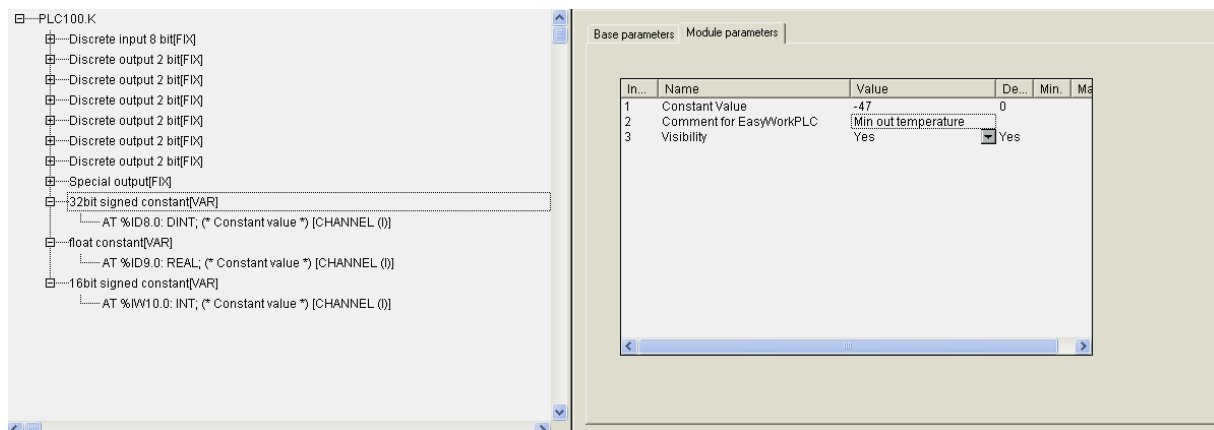 PLC100.K
Discrete input 8 bit[FIX]
Discrete output 2 bit[FIX]
Discrete output 2 bit[FIX]
Discrete output 2 bit[FIX]
Discrete output 2 bit[FIX]
Discrete output 2 bit[FIX]
Discrete output 2 bit[FIX]
Special output[FIX]
32bit signed constant[VAR]
AT %ID8.0: DINT; (* Constant value *) [CHANNEL (I)]
float constant[VAR]
AT %ID9.0: REAL; (* Constant value *) [CHANNEL (I)]
16bit signed constant[VAR]
AT %IW10.0: INT; (* Constant value *) [CHANNEL (I)]
Base parameters Module parameters
In... Name Value De... Min. Ma
1 Constant Value -47 0
2 Comment for EasyWorkPLC Min out temperature
3 Visibility Yes Yes